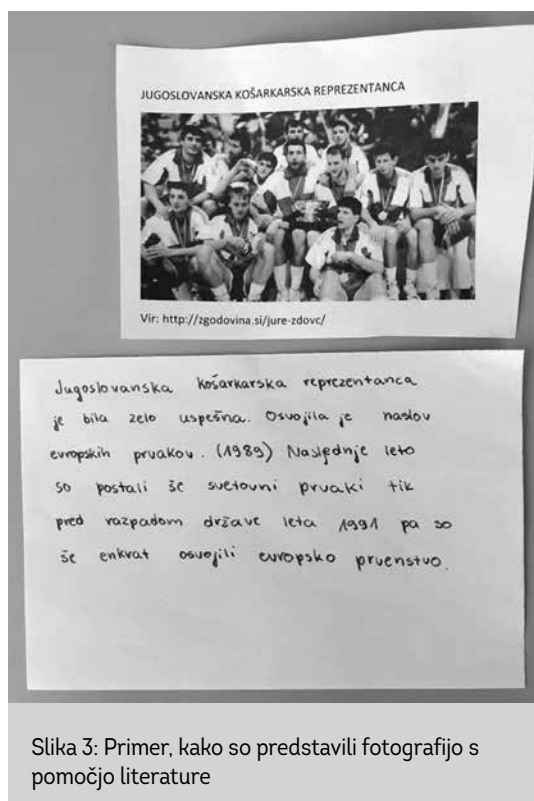 JUGOSLOVANSKA KOŠARKARSKA REPREZENTANCA
Vir: http://zgodovina.si/jure-zdovc/
Jugoslovanska košarkarska reprezentanca
je bila zelo uspešna. Osvojila je naslov
evropskih prvakov. (1989) Naslednje leto
so postali še svetovni prvaki tik
pred razpadom države leta 1991 pa so
še enkrat osvojili evropsko prvenstvo.
Slika 3: Primer, kako so predstavili fotografijo s
pomočjo literature